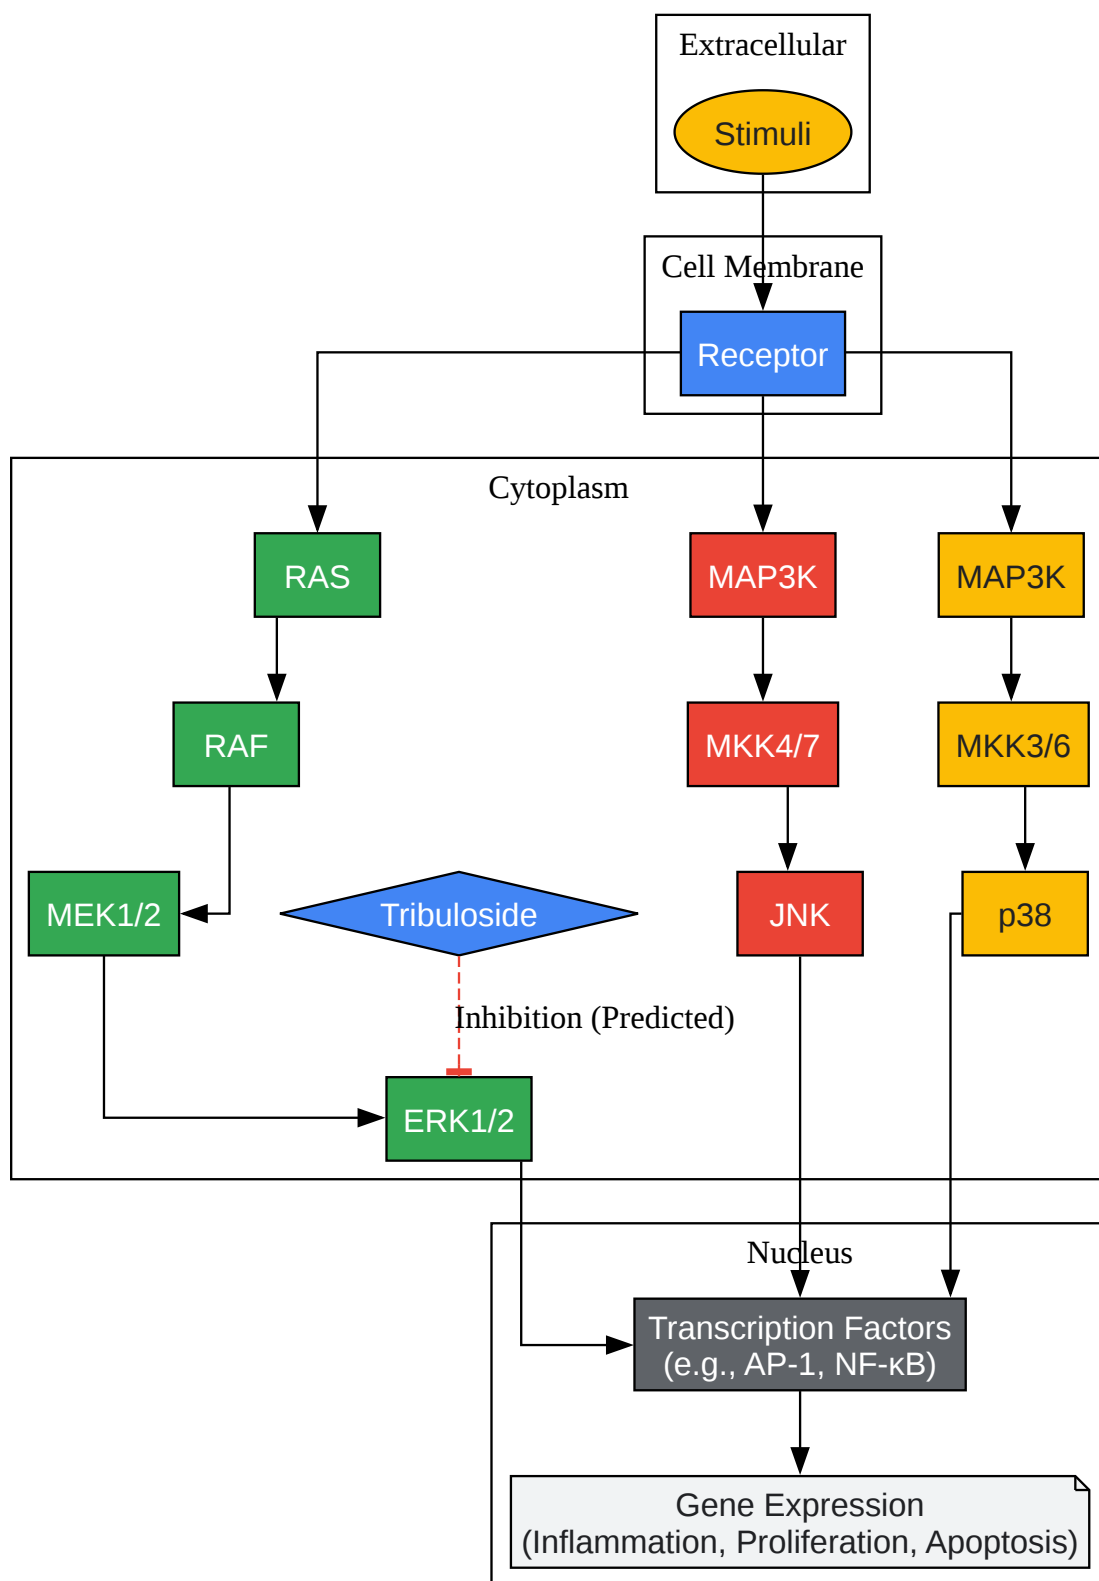 Extracellular
Stimuli
Cell Membrane
Receptor
Cytoplasm
RAS
MAP3K
MAP3K
RAF
MKK4/7
MKK3/6
MEK1/2
Tribuloside
JNK
p38
Inhibition (Predicted)
ERK1/2
Nucleus
Transcription Factors
(e.g., AP-1, NF-κB)
Gene Expression
(Inflammation, Proliferation, Apoptosis)